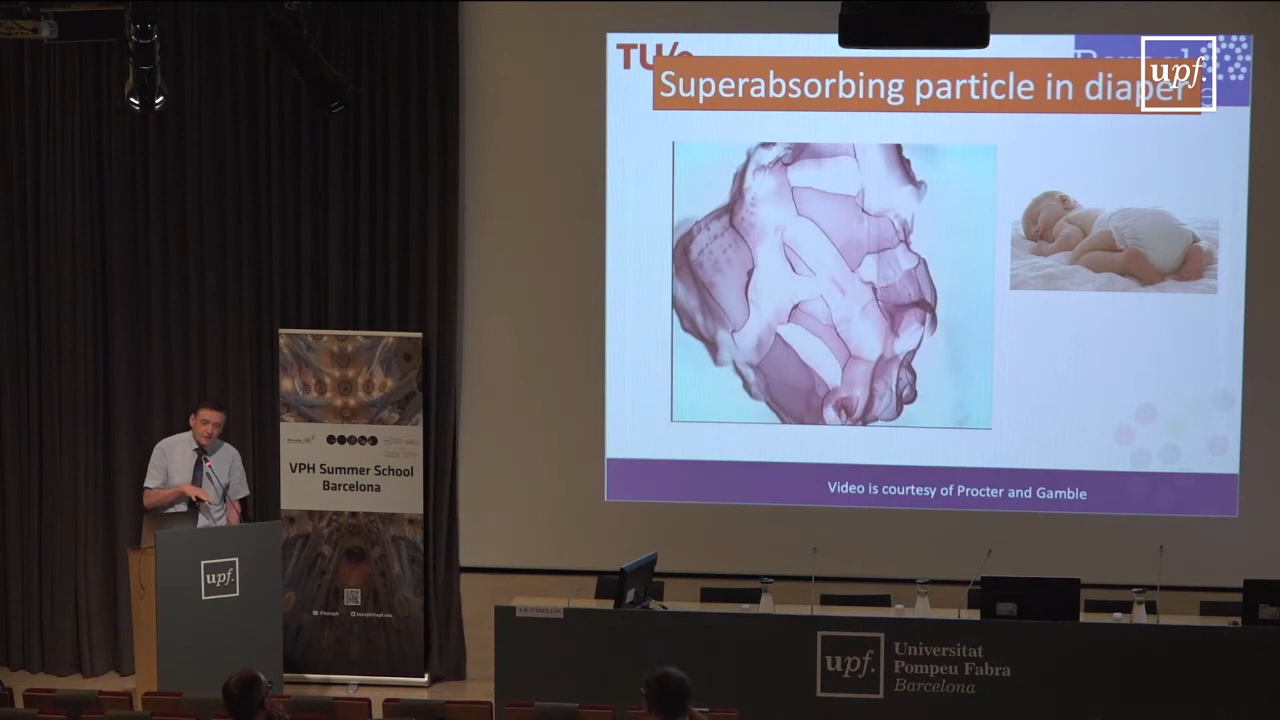 TU/e
Superabsorbing particle in diaper
upf.
Video is courtesy of Procter and Gamble
VPH Summer School
Barcelona
upf.
upf.
Universitat
Pompeu Fabra
Barcelona